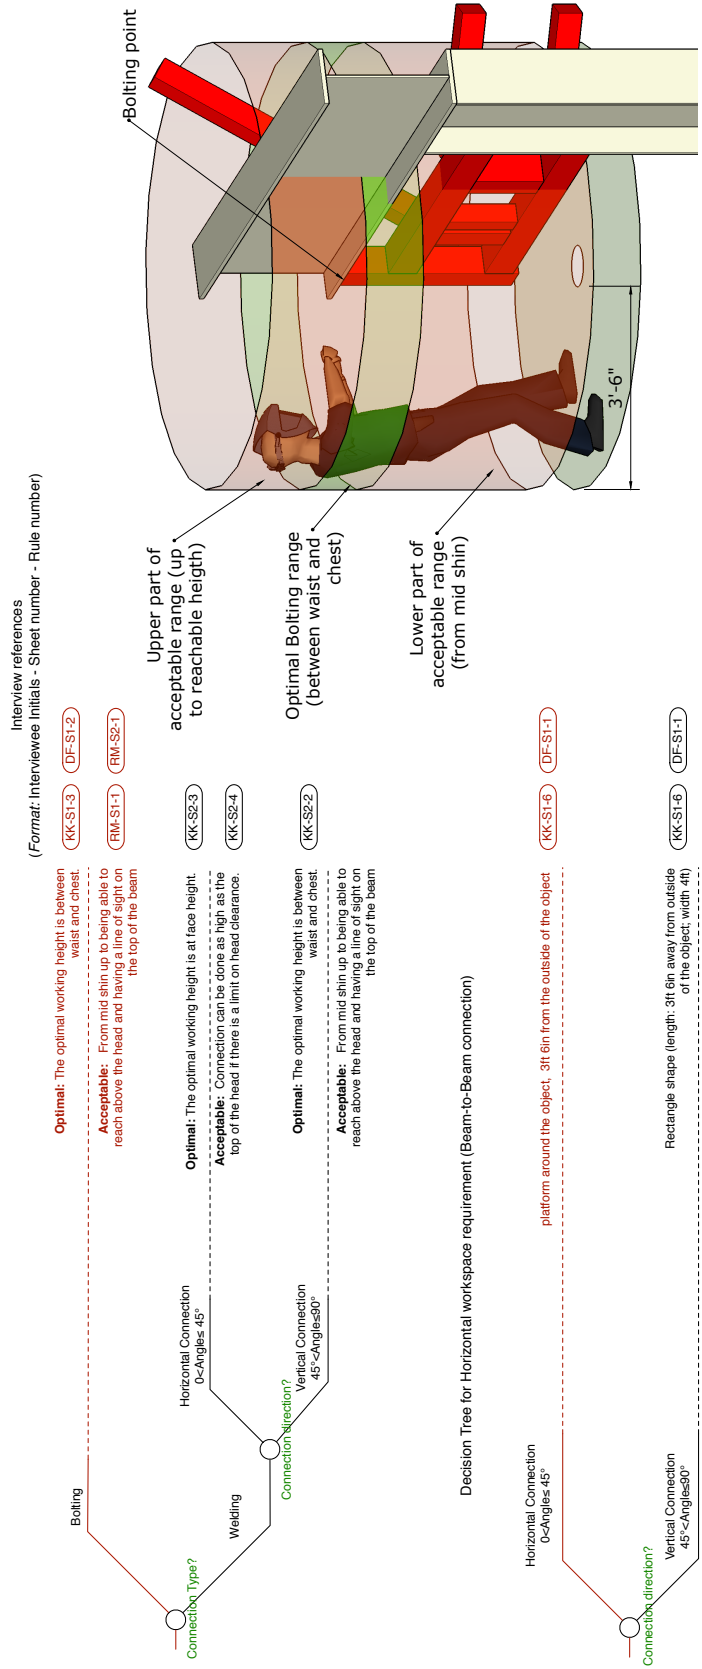 Interview references
(Format: Interviewee Initials - Sheet number - Rule number)
Bolting
Optimal: The optimal working height is between
waist and chest.
KK-S1-3
DF-S1-2
Acceptable: From mid shin up to being able to
reach above the head and having a line of sight on
the top of the beam
RM-S1-1
RM-S2-1
Connection Type?
Welding
Horizontal Connection
0<Angle≤ 45°
Optimal: The optimal working height is at face height.
KK-S2-3
Acceptable: Connection can be done as high as the
top of the head if there is a limit on head clearance.
KK-S2-4
Connection direction?
Vertical Connection
45°<Angle≤90°
Optimal: The optimal working height is between
waist and chest.
KK-S2-2
Acceptable: From mid shin up to being able to
reach above the head and having a line of sight on
the top of the beam
Decision Tree for Horizontal workspace requirement (Beam-to-Beam connection)
Horizontal Connection
0<Angle≤ 45°
platform around the object, 3ft 6in from the outside of the object
KK-S1-6
DF-S1-1
Connection direction?
Vertical Connection
45°<Angle≤90°
Rectangle shape (length: 3ft 6in away from outside
of the object; width 4ft)
KK-S1-6
DF-S1-1
Bolting point
Upper part of
acceptable range (up
to reachable heigth)
Optimal Bolting range
(between waist and
chest)
Lower part of
acceptable range
(from mid shin)
3'-6"